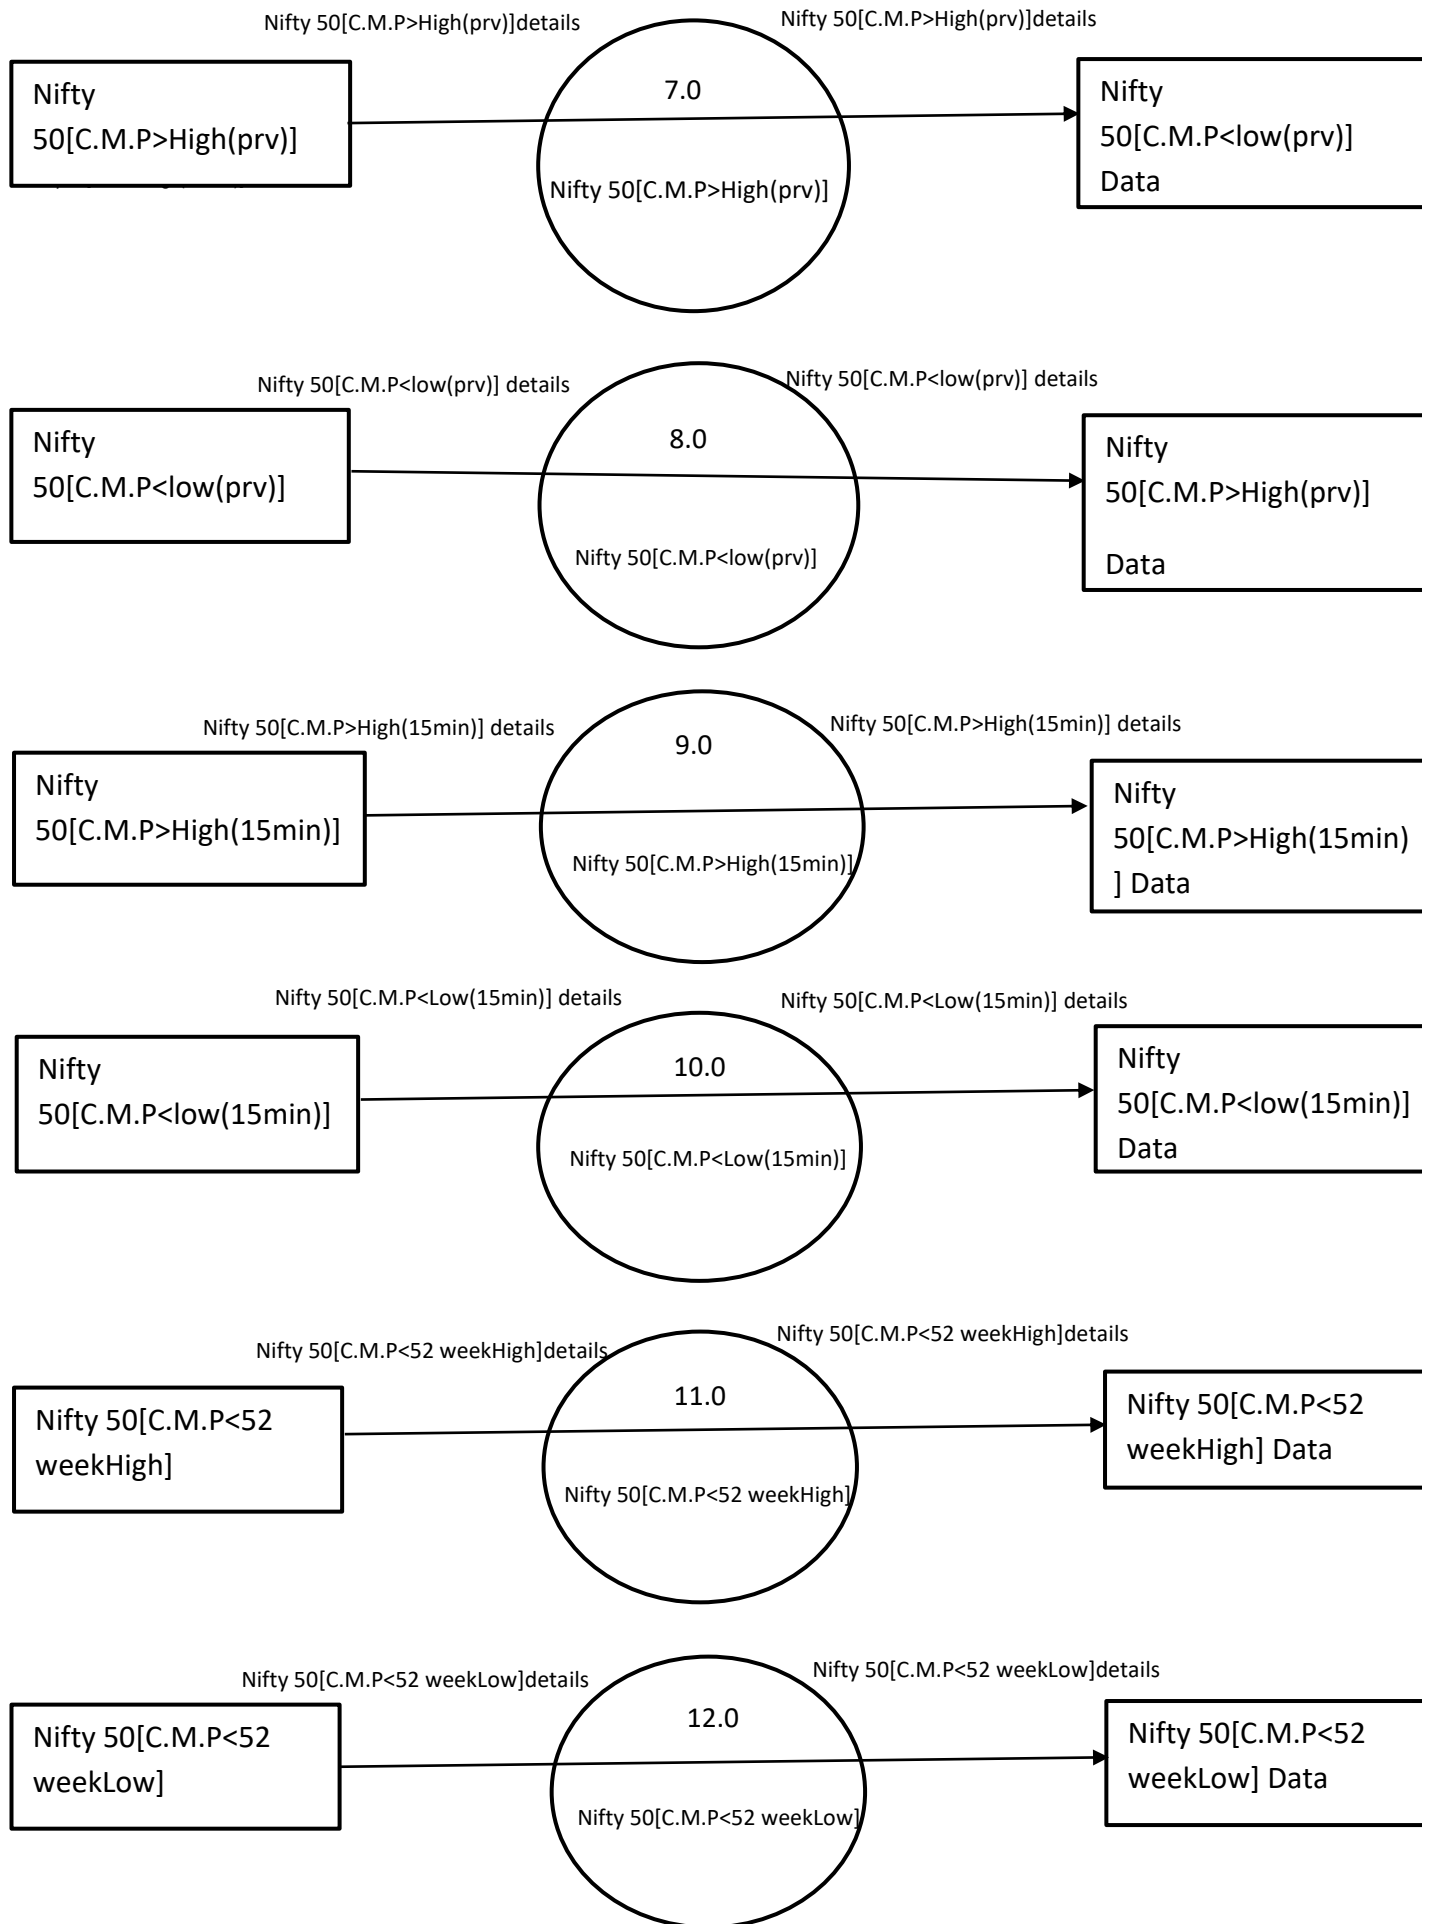 Nifty 50[C.M.P>High(prv)]details
Nifty 50[C.M.P>High(prv)]details
Nifty
50[C.M.P>High(prv)]
7.0
Nifty 50[C.M.P>High(prv)]
Nifty
50[C.M.P<low(prv)]
Data
Nifty 50[C.M.P<low(prv)] details
Nifty 50[C.M.P<low(prv)] details
Nifty
50[C.M.P<low(prv)]
8.0
Nifty 50[C.M.P<low(prv)]
Nifty
50[C.M.P>High(prv)]
Data
Nifty 50[C.M.P>High(15min)] details
Nifty 50[C.M.P>High(15min)] details
Nifty
50[C.M.P>High(15min)]
9.0
Nifty 50[C.M.P>High(15min)]
Nifty
50[C.M.P>High(15min)
] Data
Nifty 50[C.M.P<Low(15min)] details
Nifty 50[C.M.P<Low(15min)] details
Nifty
50[C.M.P<low(15min)]
10.0
Nifty 50[C.M.P<Low(15min)]
Nifty
50[C.M.P<low(15min)]
Data
Nifty 50[C.M.P<52 weekHigh]details
Nifty 50[C.M.P<52 weekHigh]details
Nifty 50[C.M.P<52
weekHigh]
11.0
Nifty 50[C.M.P<52 weekHigh]
Nifty 50[C.M.P<52
weekHigh] Data
Nifty 50[C.M.P<52 weekLow]details
Nifty 50[C.M.P<52 weekLow]details
Nifty 50[C.M.P<52
weekLow]
12.0
Nifty 50[C.M.P<52 weekLow]
Nifty 50[C.M.P<52
weekLow] Data